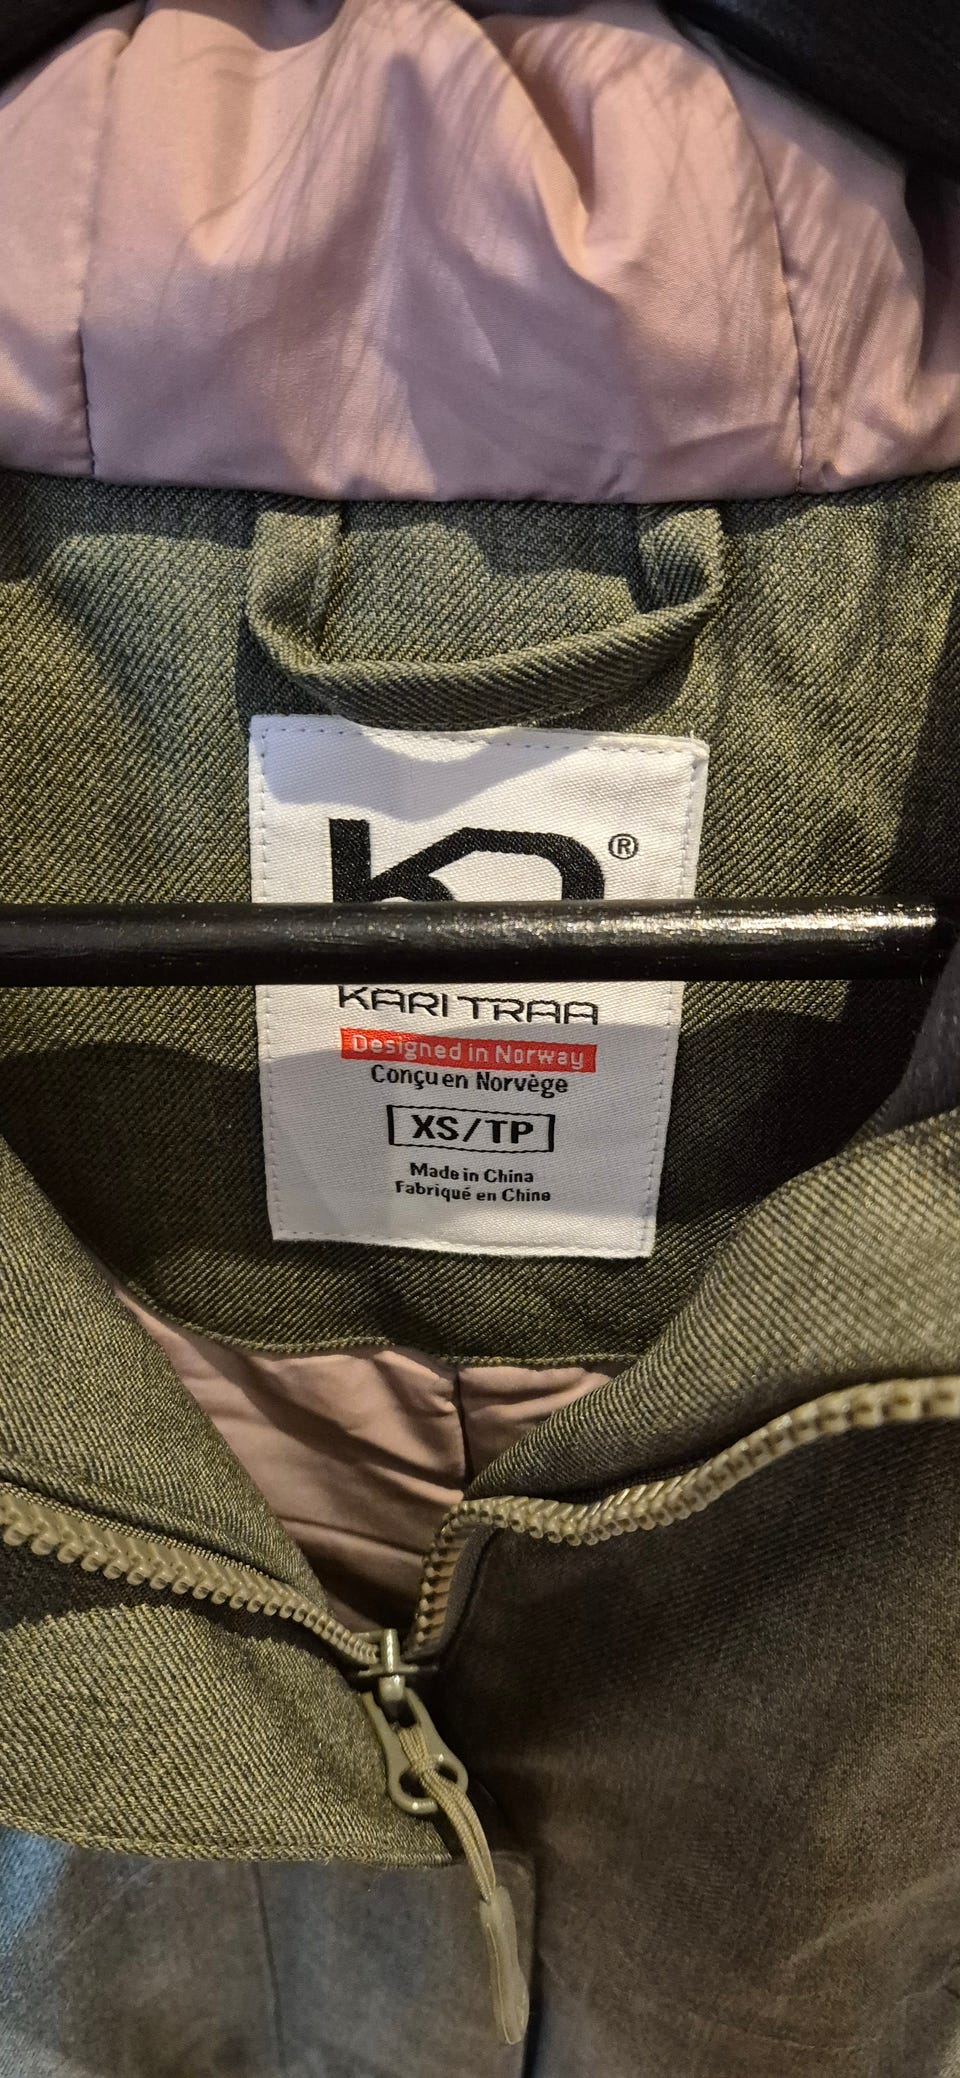 ®
KARI TRAA
Designed in Norway
Conçu en Norvège
XS/TP
Made in China
Fabriqué en Chine